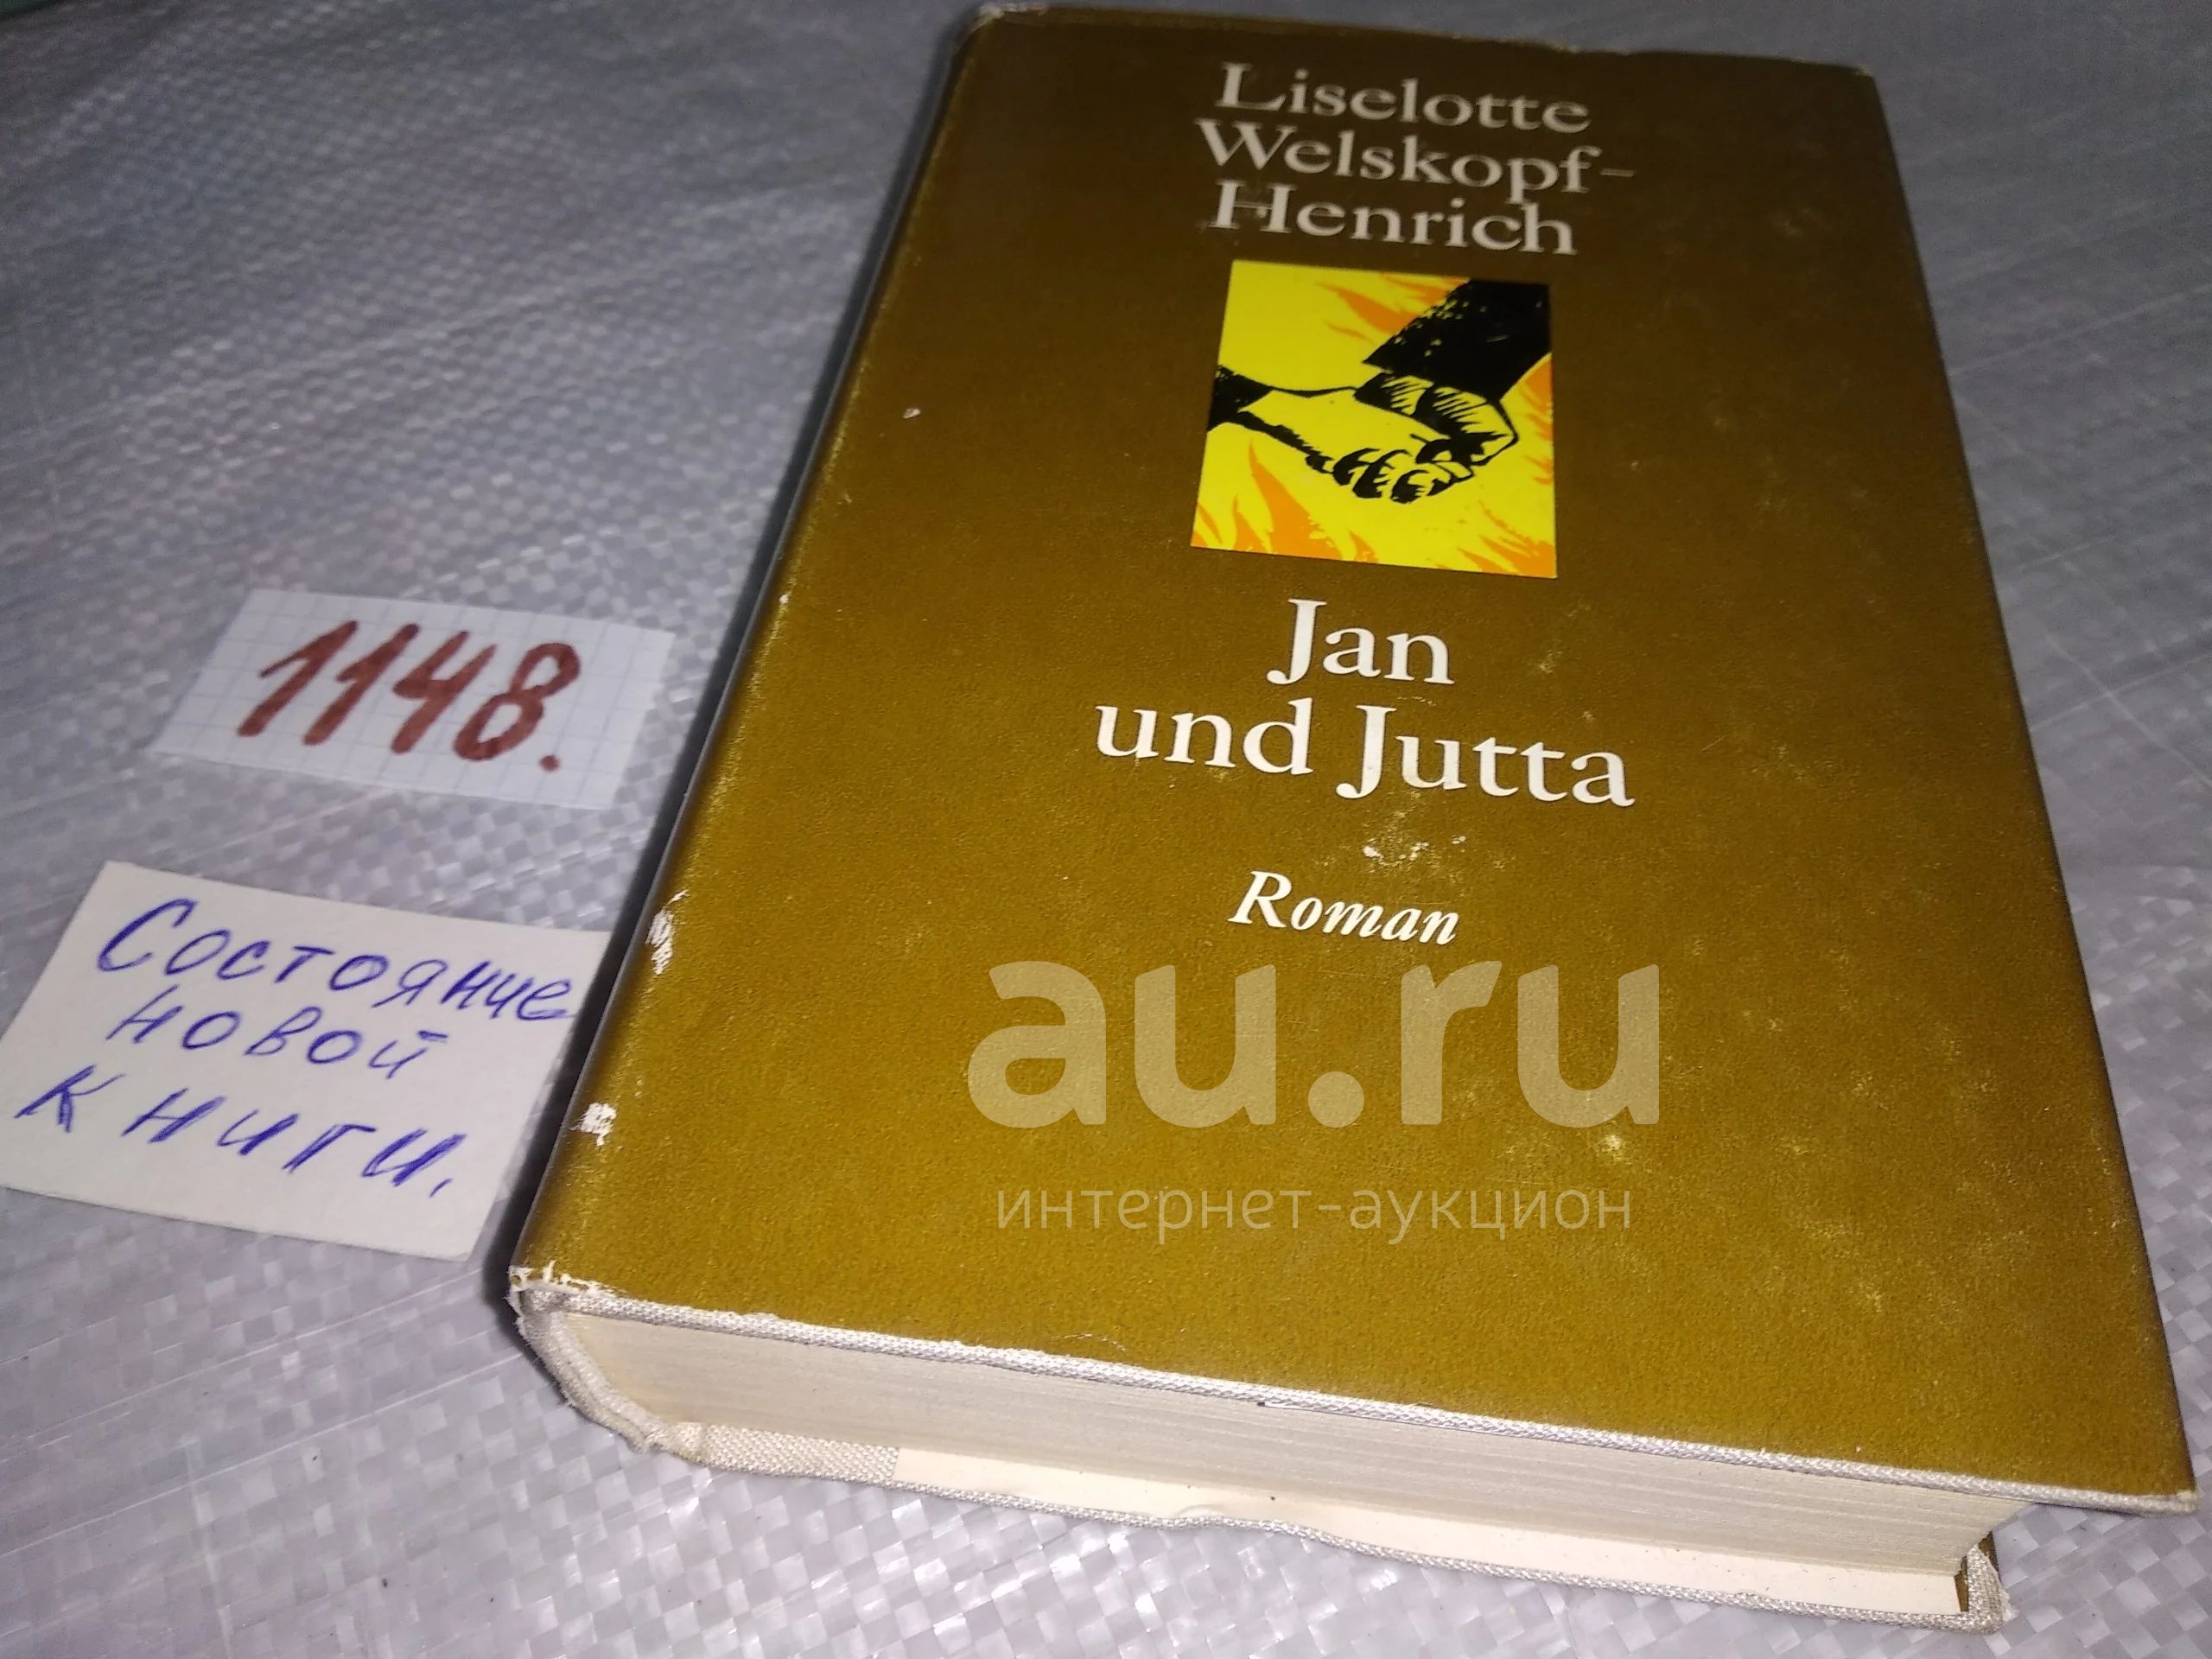 Liselotte
Welskopf-
Henrich
Jan
und Jutta
Roman
1148.
Состояние
новой
книги.
au.ru
интернет-аукцион